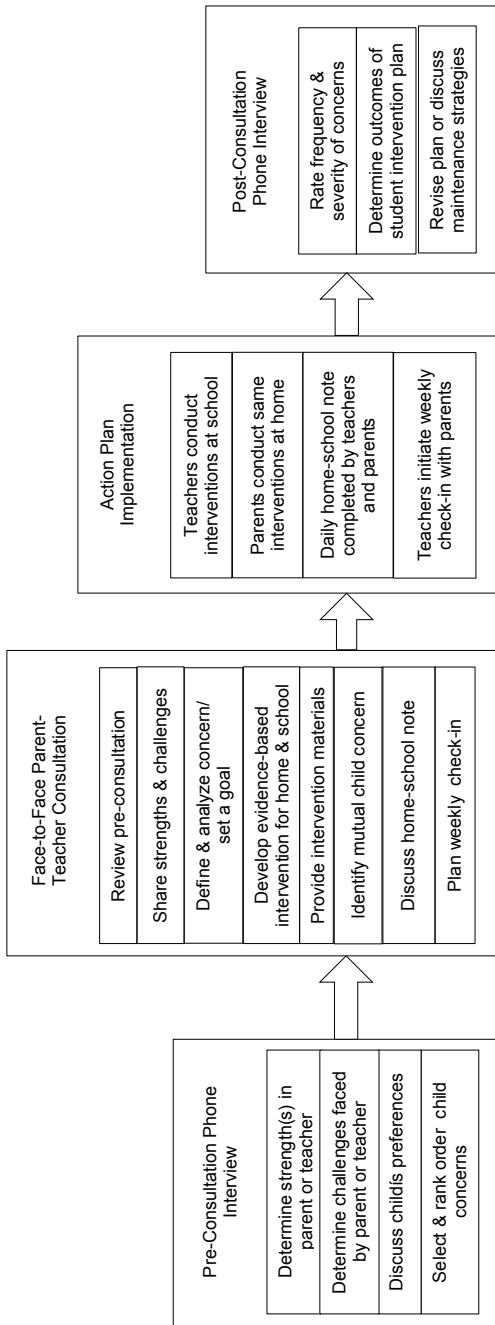 Pre-Consultation Phone
Interview
Determine strength(s) in
parent or teacher
Determine challenges faced
by parent or teacher
Discuss childís preferences
Select & rank order child
concerns
Face-to-Face Parent-
Teacher Consultation
Review pre-consultation
Share strengths & challenges
Define & analyze concern/
set a goal
Develop evidence-based
intervention for home & school
Provide intervention materials
Identify mutual child concern
Discuss home-school note
Plan weekly check-in
Action Plan
Implementation
Teachers conduct
interventions at school
Parents conduct same
interventions at home
Daily home-school note
completed by teachers
and parents
Teachers initiate weekly
check-in with parents
Post-Consultation
Phone Interview
Rate frequency &
severity of concerns
Determine outcomes of
student intervention plan
Revise plan or discuss
maintenance strategies